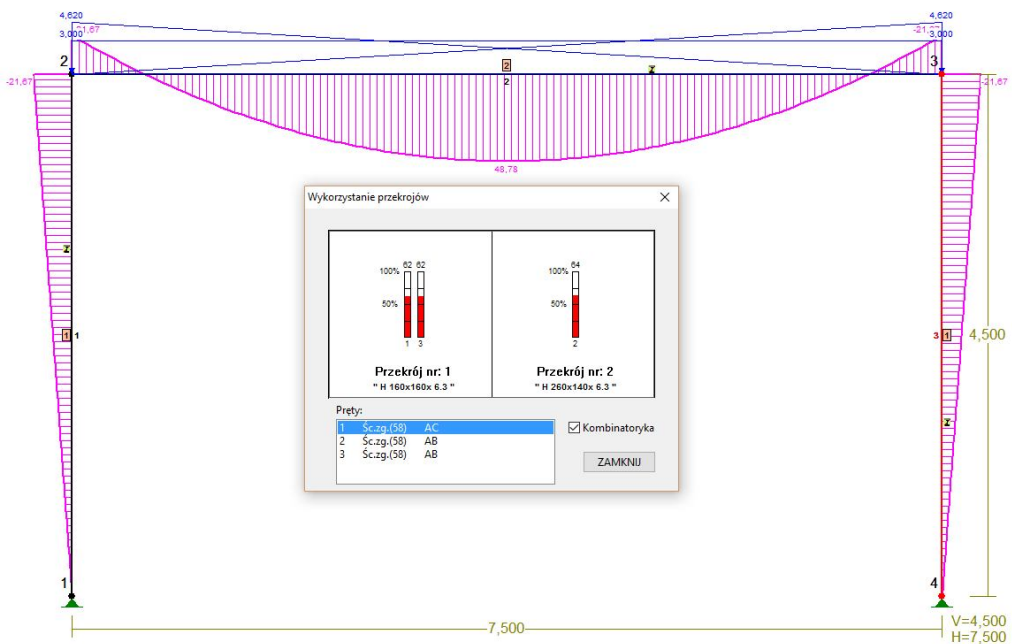 4,620
4,620
-21,67
-21,67
3,000
3,000
2
3
2
z
2
-21,67
-21,67
48,78
Wykorzystanie przekrojów
62 62
64
100%
100%
50%
50%
1 3
2
Przekrój nr: 1
Przekrój nr: 2
" H 160x160x 6.3 "
" H 260x140x 6.3 "
Pręty:
1 Śc.zg.(58) AC
2 Śc.zg.(58) AB
3 Śc.zg.(58) AB
Kombinatoryka
ZAMKNIJ
z
1 1
3 1
4,500
z
1
4
7,500
V=4,500
H=7,500